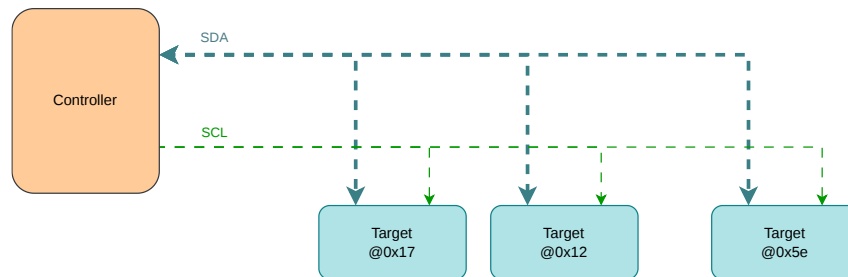 SDA
Controller
SCL
Target
@0x17
Target
@0x12
Target
@0x5e